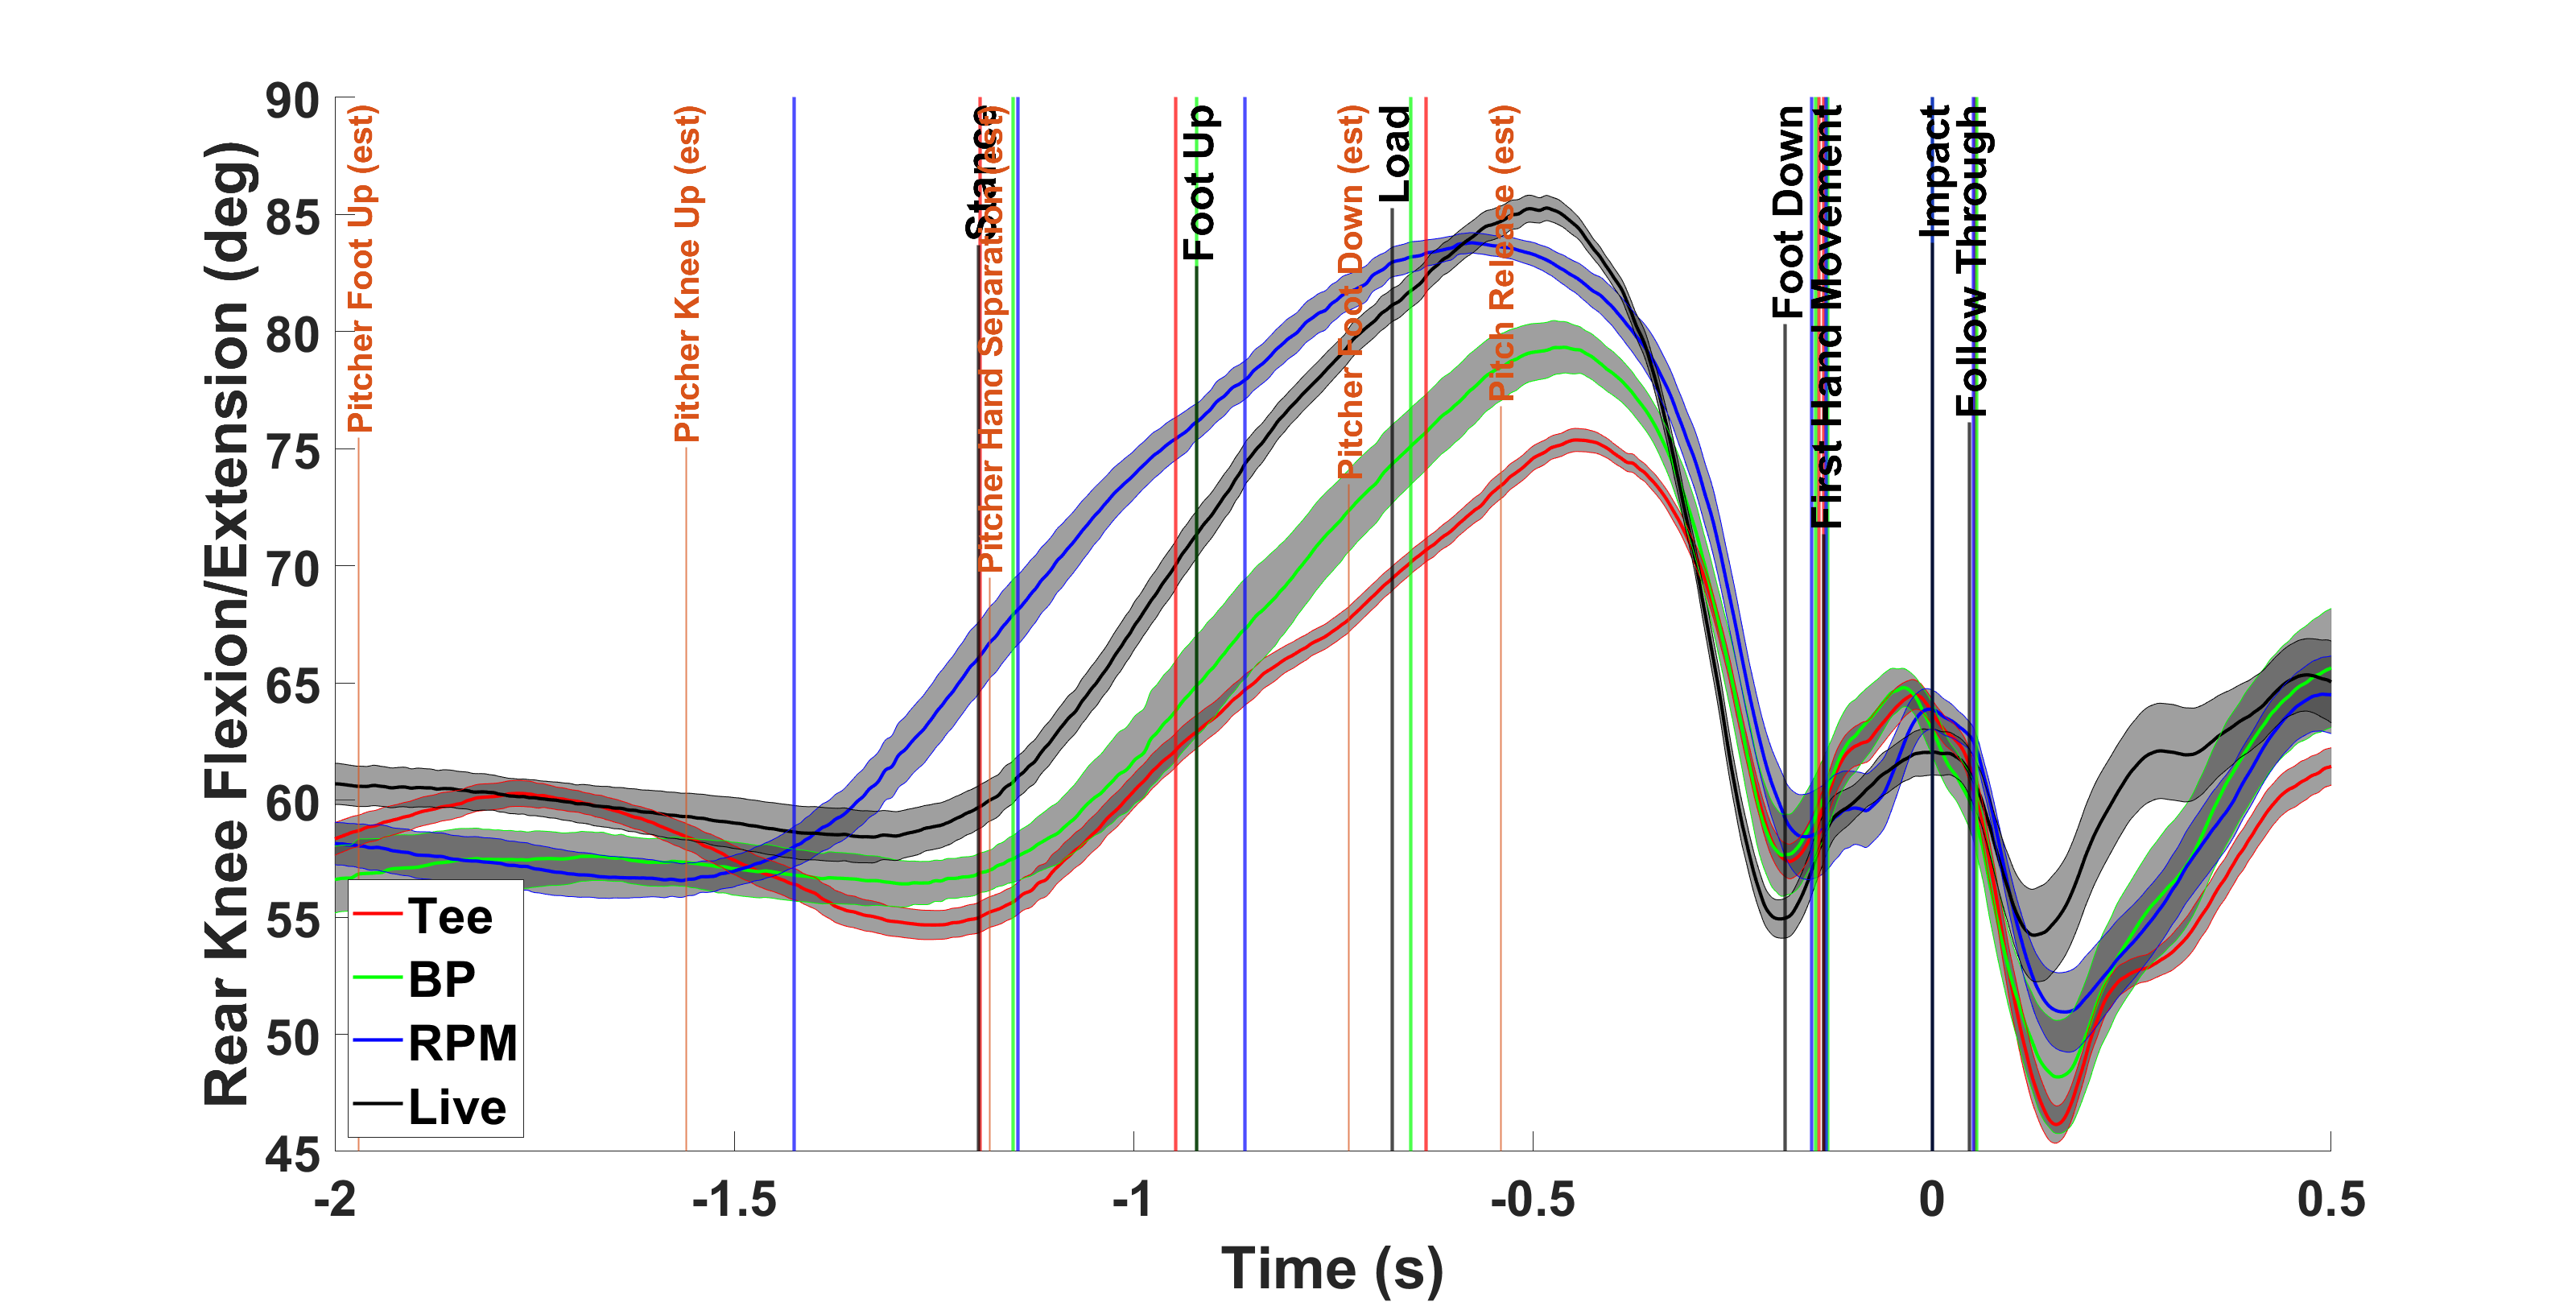 Rear Knee Flexion/Extension (deg)
90
85
80
75
70
65
60
55
50
45
Pitcher Foot Up (est)
Pitcher Knee Up (est)
Stance
Pitcher Hand Separation (est)
Foot Up
Pitcher Foot Down (est)
Load
Pitch Release (est)
Foot Down
First Hand Movement
Impact
Follow Through
Tee
BP
RPM
Live
-2
-1.5
-1
-0.5
0
0.5
Time (s)